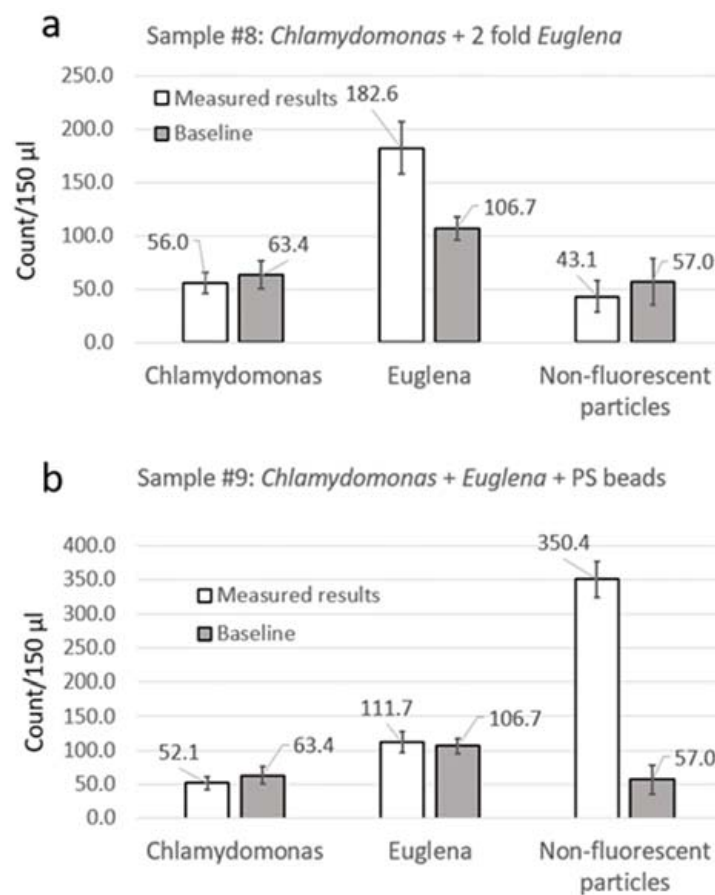 a
Sample #8: Chlamydomonas + 2 fold Euglena
250.0
200.0
150.0
100.0
50.0
0.0
Count/150 µl
Measured results
Baseline
56.0
63.4
182.6
106.7
43.1
57.0
Chlamydomonas
Euglena
Non-fluorescent
particles
b
Sample #9: Chlamydomonas + Euglena + PS beads
400.0
350.0
300.0
250.0
200.0
150.0
100.0
50.0
0.0
Count/150 µl
Measured results
Baseline
52.1
63.4
111.7
106.7
350.4
57.0
Chlamydomonas
Euglena
Non-fluorescent
particles